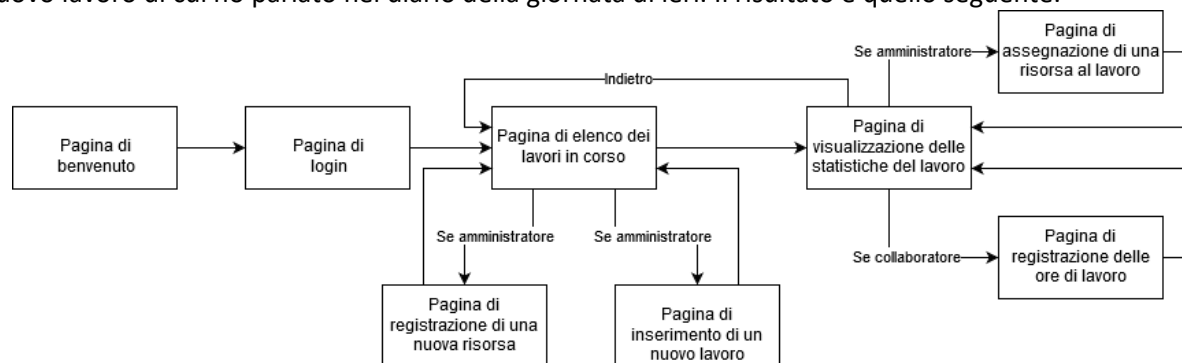 nuovo lavoro di cui ho parlato nel diario della giornata di ieri. Il risultato è quello seguente:
Pagina di
benvenuto
Pagina di
login
Indietro
Pagina di elenco dei
lavori in corso
Se amministratore
Se amministratore
Pagina di
registrazione di una
nuova risorsa
Pagina di
inserimento di un
nuovo lavoro
Pagina di
visualizzazione delle
statistiche del lavoro
Se amministratore
Pagina di
assegnazione di una
risorsa al lavoro
Se collaboratore
Pagina di
registrazione delle
ore di lavoro